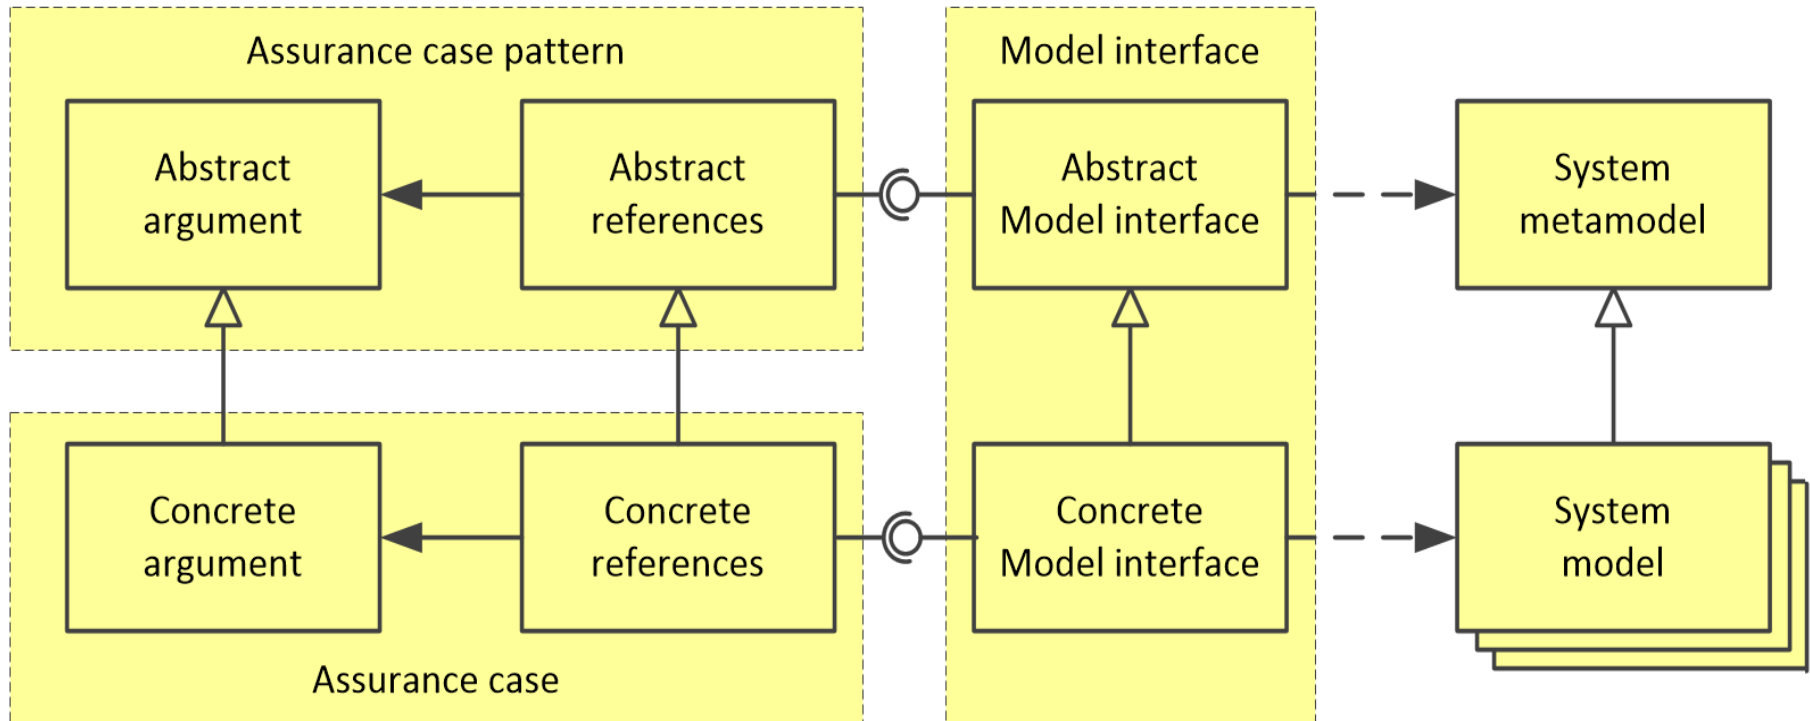 Assurance case pattern
Abstract
argument
Abstract
references
Model interface
Abstract
Model interface
System
metamodel
Concrete
argument
Concrete
references
Assurance case
Concrete
Model interface
System
model